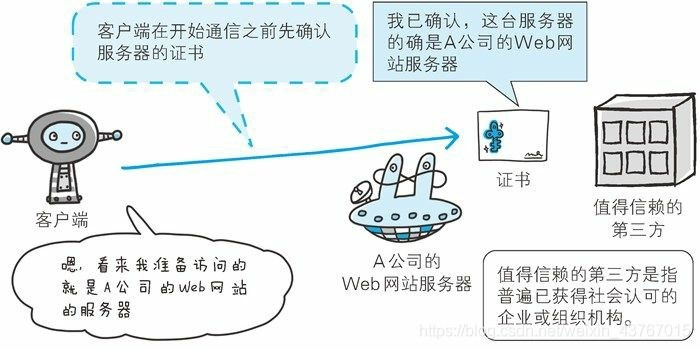 客户端在开始通信之前先确认
服务器的证书
我已确认，这台服务器
的确是A公司的Web网
站服务器
客户端
证书
值得信赖的
第三方
A公司的
Web网站服务器
嗯，看来我准备访问的
就是A公司的Web网站
的服务器
值得信赖的第三方是指
普遍已获得社会认可的
企业或组织机构。
https://blog.csdn.net/weixin_43767015